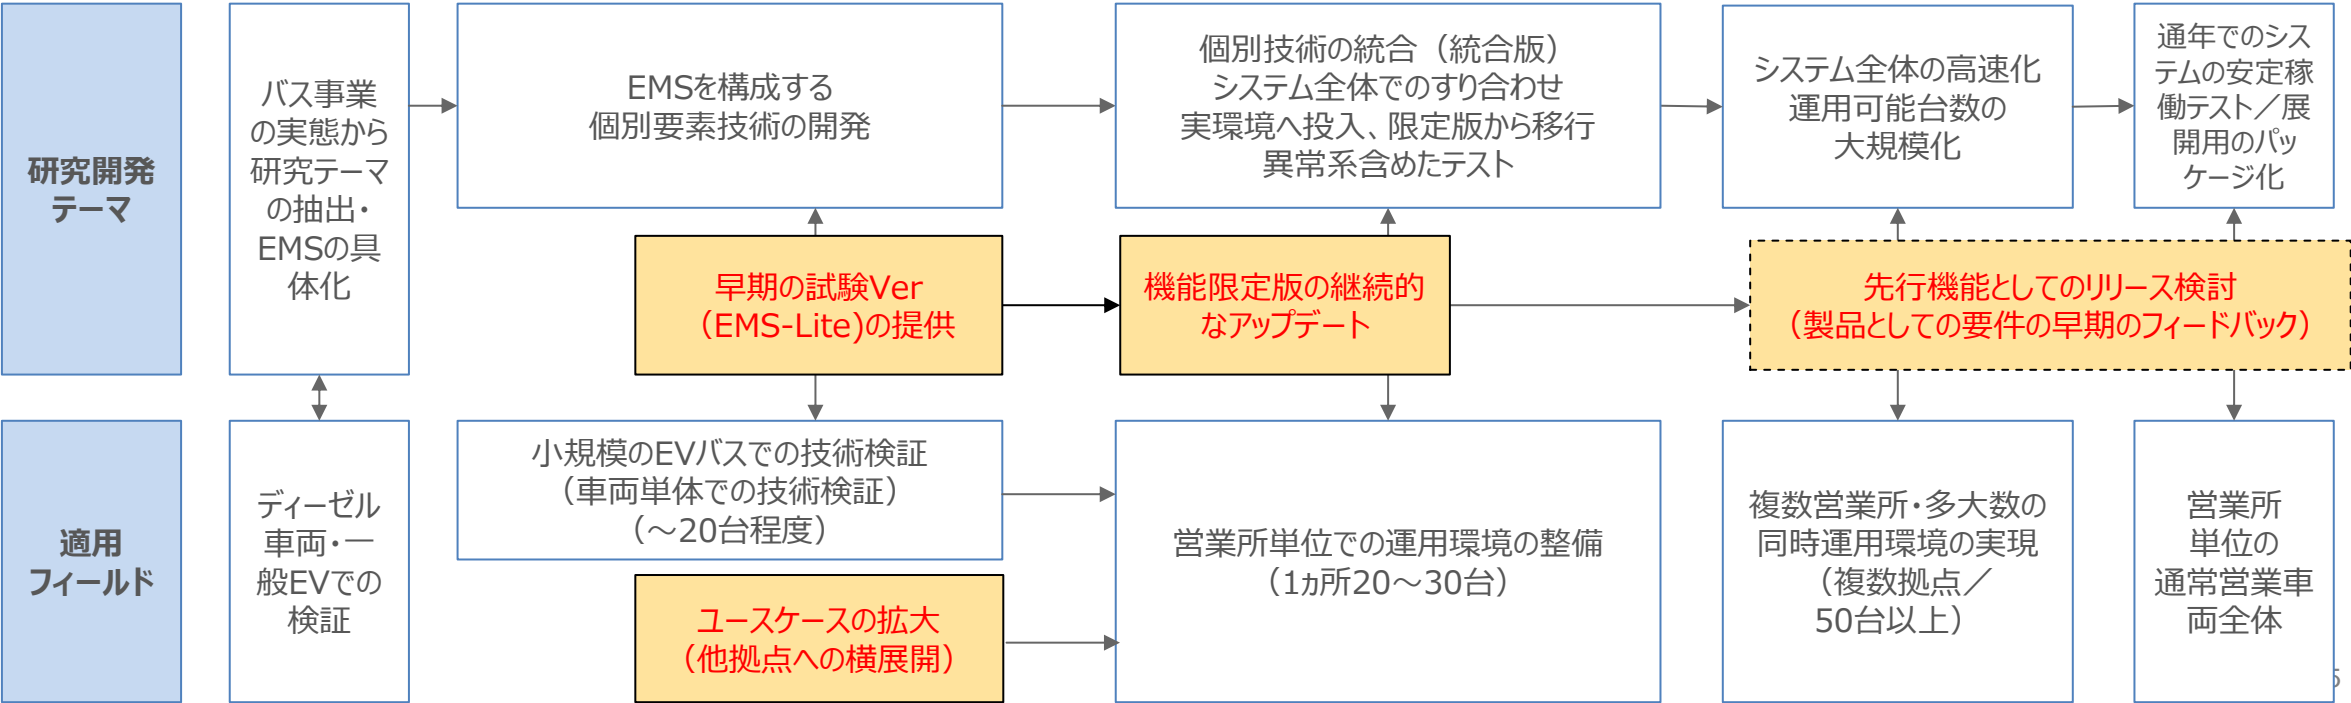 研究開発
テーマ
バス事業
の実態から
研究テーマ
の抽出・
EMSの具
体化
EMSを構成する
個別要素技術の開発
個別技術の統合（統合版）
システム全体でのすり合わせ
実環境へ投入、限定版から移行
異常系含めたテスト
システム全体の高速化
運用可能台数の
大規模化
通年でのシス
テムの安定稼
働テスト／展
開用のパッ
ケージ化
早期の試験Ver
（EMS-Lite)の提供
機能限定版の継続的
なアップデート
先行機能としてのリリース検討
（製品としての要件の早期のフィードバック）
適用
フィールド
ディーゼル
車両・一
般EVでの
検証
小規模のEVバスでの技術検証
（車両単体での技術検証）
（～20台程度）
ユースケースの拡大
（他拠点への横展開）
営業所単位での運用環境の整備
（1ヵ所20～30台）
複数営業所・多大数の
同時運用環境の実現
（複数拠点／
50台以上）
営業所
単位の
通常営業車
両全体